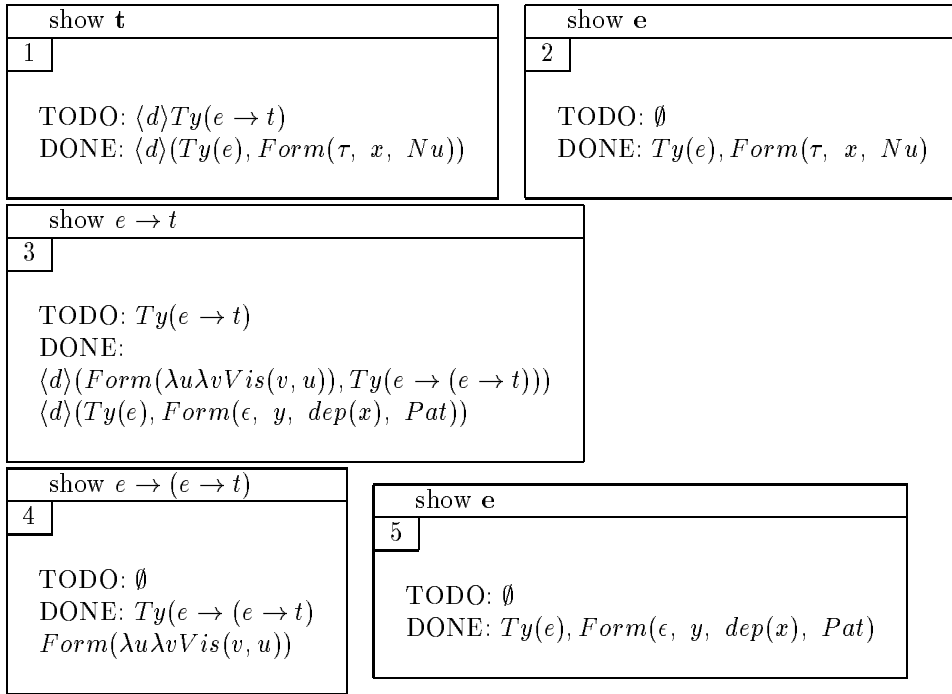 show t
1
TODO: ⟨d⟩Ty(e → t)
DONE: ⟨d⟩(Ty(e), Form(τ, x, Nu))
show e
2
TODO: ∅
DONE: Ty(e), Form(τ, x, Nu)
show e → t
3
TODO: Ty(e → t)
DONE:
⟨d⟩(Form(λuλvVis(v, u)), Ty(e → (e → t)))
⟨d⟩(Ty(e), Form(ϵ, y, dep(x), Pat))
show e → (e → t)
4
TODO: ∅
DONE: Ty(e → (e → t)
Form(λuλvVis(v, u))
show e
5
TODO: ∅
DONE: Ty(e), Form(ϵ, y, dep(x), Pat)